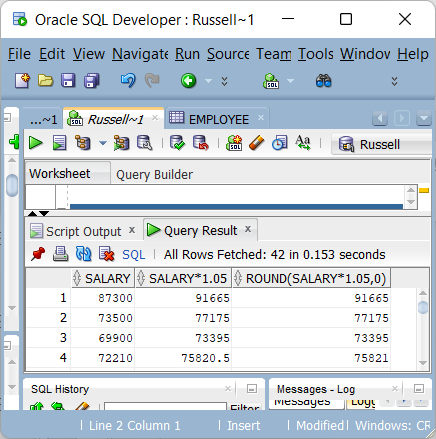 Oracle SQL Developer : Russell~1
File Edit View Navigate Run Source Team Tools Window Help
...~1 Russell~1 EMPLOYEE
Russell
Worksheet Query Builder
Script Output x Query Result x
SQL All Rows Fetched: 42 in 0.153 seconds
SALARY SALARY*1.05 ROUND(SALARY*1.05,0)
1 87300 91665 91665
2 73500 77175 77175
3 69900 73395 73395
4 72210 75820.5 75821
SQL History Messages - Log
Filter Messages
Line 2 Column 1 Insert Modified Windows: CR